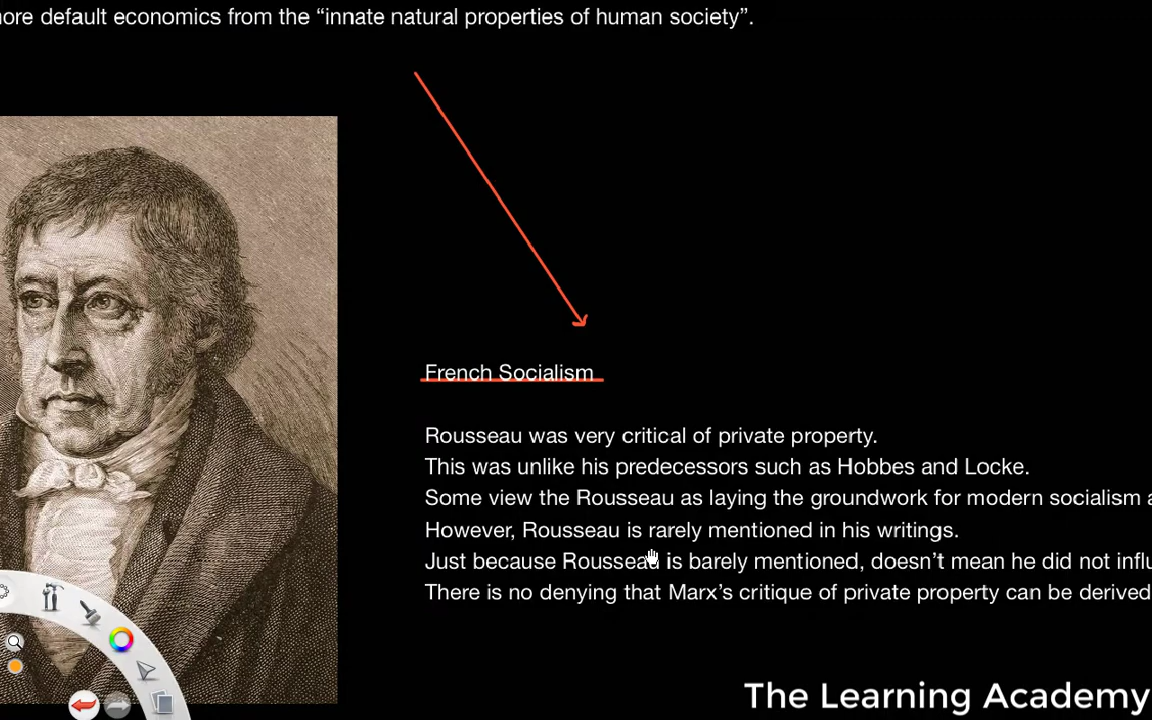 ore default economics from the “innate natural properties of human society”.
French Socialism
Rousseau was very critical of private property.
This was unlike his predecessors such as Hobbes and Locke.
Some view the Rousseau as laying the groundwork for modern socialism a
However, Rousseau is rarely mentioned in his writings.
Just because Rousseau is barely mentioned, doesn’t mean he did not influ
There is no denying that Marx’s critique of private property can be derived
The Learning Academy